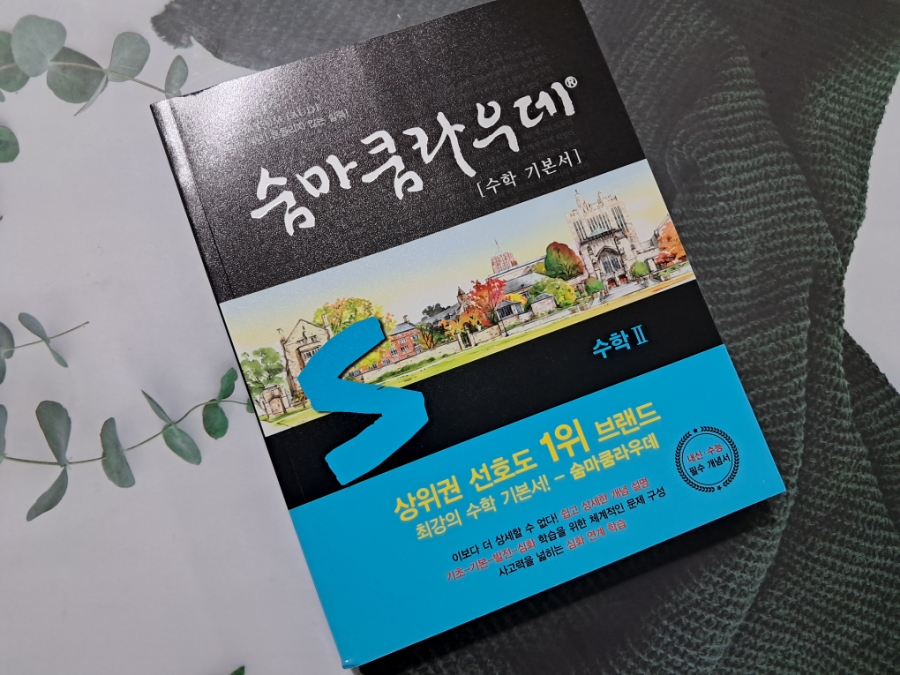 숨마쿰라우데®
[수학 기본서]
S
수학 II
상위권 선호도 1위 브랜드
최강의 수학 기본서! - 숨마쿰라우데
이보다 더 상세할 수 없다! 쉽고 상세한 개념 설명
기초-기본-발전-심화 학습을 위한 체계적인 문제 구성
사고력을 넓히는 심화 연계 학습
내신·수능
필수 개념서